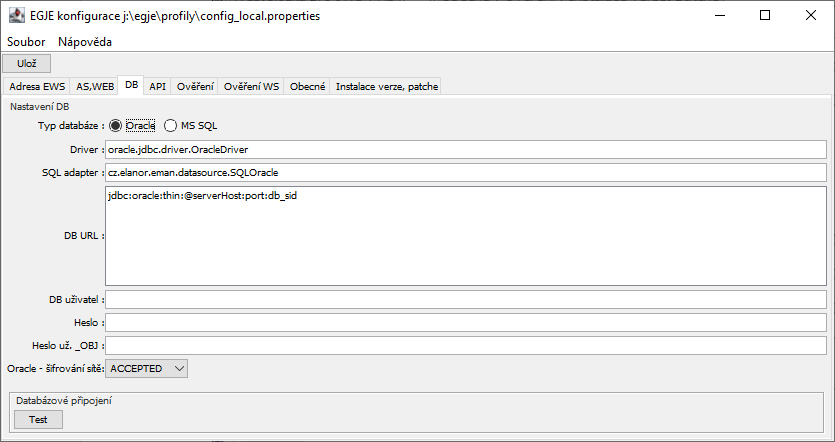 EGJE konfigurace j:\egje\profily\config_local.properties
Soubor Nápověda
Ulož
Adresa EWS AS,WEB DB API Ověření Ověření WS Obecné Instalace verze, patche
Nastavení DB
Typ databáze : Oracle MS SQL
Driver : oracle.jdbc.driver.OracleDriver
SQL adapter : cz.elanor.eman.datasource.SQLOracle
jdbc:oracle:thin:@serverHost:port:db_sid
DB URL :
DB uživatel :
Heslo :
Heslo už. _OBJ :
Oracle - šifrování sítě: ACCEPTED
Databázové připojení
Test